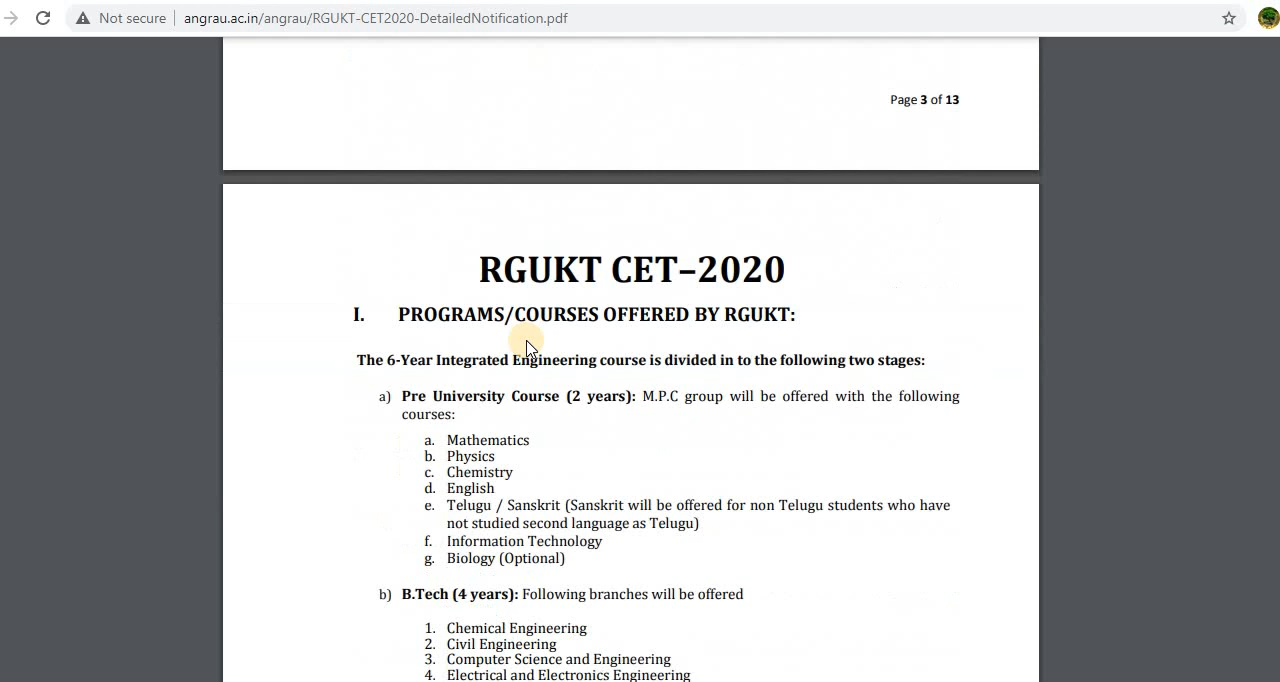 Not secure | angrau.ac.in/angrau/RGUKT-CET2020-DetailedNotification.pdf
Page 3 of 13
RGUKT CET–2020
I. PROGRAMS/COURSES OFFERED BY RGUKT:
The 6-Year Integrated Engineering course is divided in to the following two stages:
a) Pre University Course (2 years): M.P.C group will be offered with the following
courses:
a. Mathematics
b. Physics
c. Chemistry
d. English
e. Telugu / Sanskrit (Sanskrit will be offered for non Telugu students who have
not studied second language as Telugu)
f. Information Technology
g. Biology (Optional)
b) B.Tech (4 years): Following branches will be offered
1. Chemical Engineering
2. Civil Engineering
3. Computer Science and Engineering
4. Electrical and Electronics Engineering